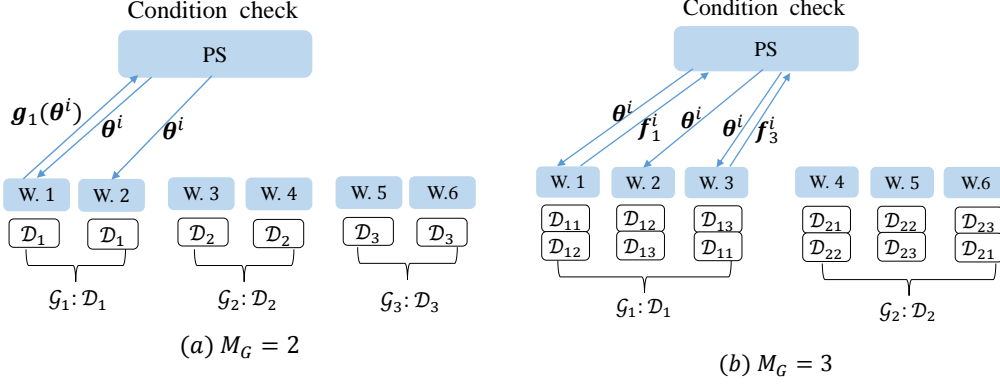 Condition check
PS
𝒈₁(𝜽ⁱ)
𝜽ⁱ
𝜽ⁱ
W. 1 W. 2 W. 3 W. 4 W. 5 W.6
𝒟₁ 𝒟₁ 𝒟₂ 𝒟₂ 𝒟₃ 𝒟₃
𝒢₁: 𝒟₁ 𝒢₂: 𝒟₂ 𝒢₃: 𝒟₃
(a) M_G = 2
Condition check
PS
𝜽ⁱ
𝒇₁ⁱ
𝜽ⁱ
𝜽ⁱ
𝒇₃ⁱ
W. 1 W. 2 W. 3 W. 4 W. 5 W.6
𝒟₁₁ 𝒟₁₂ 𝒟₁₃ 𝒟₂₁ 𝒟₂₂ 𝒟₂₃
𝒟₁₂ 𝒟₁₃ 𝒟₁₁ 𝒟₂₂ 𝒟₂₃ 𝒟₂₁
𝒢₁: 𝒟₁ 𝒢₂: 𝒟₂
(b) M_G = 3